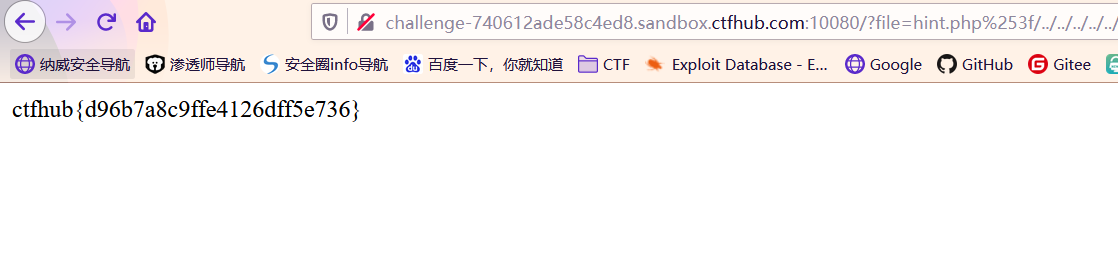 challenge-740612ade58c4ed8.sandbox.ctfhub.com:10080/?file=hint.php%253f/../../../../../
纳威安全导航 渗透师导航 安全圈info导航 百度一下，你就知道 CTF Exploit Database - E... Google GitHub Gitee
ctfhub{d96b7a8c9ffe4126dff5e736}